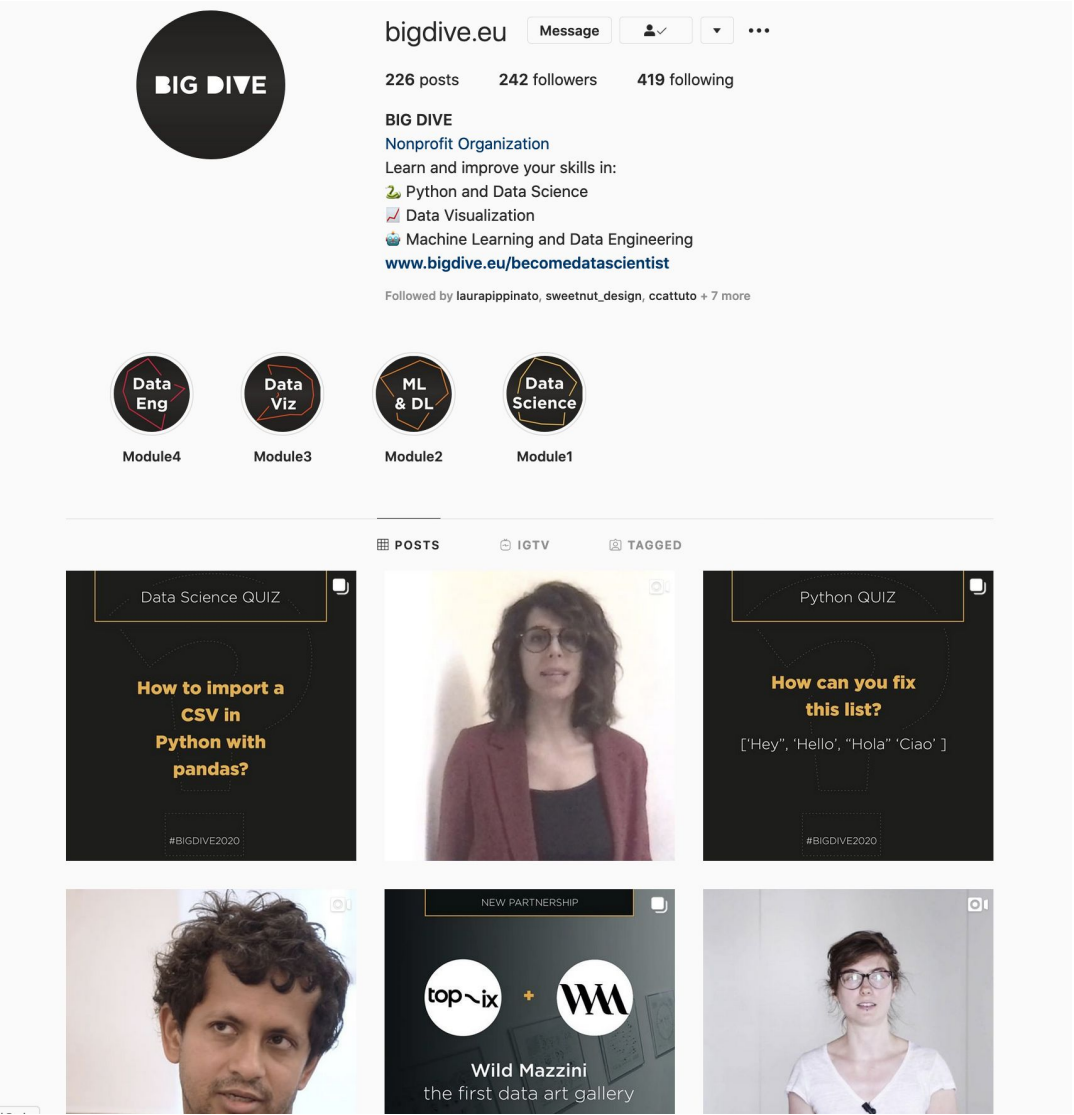 BIG DIVE
bigdive.eu Message
226 posts 242 followers 419 following
BIG DIVE
Nonprofit Organization
Learn and improve your skills in:
🐍 Python and Data Science
📈 Data Visualization
🤖 Machine Learning and Data Engineering
www.bigdive.eu/becomedatascientist
Followed by laurapippinato, sweetnut_design, ccattuto + 7 more
Data
Eng
Data
Viz
ML
& DL
Data
Science
Module4
Module3
Module2
Module1
POSTS IGTV TAGGED
Data Science QUIZ
How to import a
CSV in
Python with
pandas?
#BIGDIVE2020
Python QUIZ
How can you fix
this list?
['Hey", 'Hello', "Hola" 'Ciao' ]
#BIGDIVE2020
NEW PARTNERSHIP
top~ix + WM
Wild Mazzini
the first data art gallery